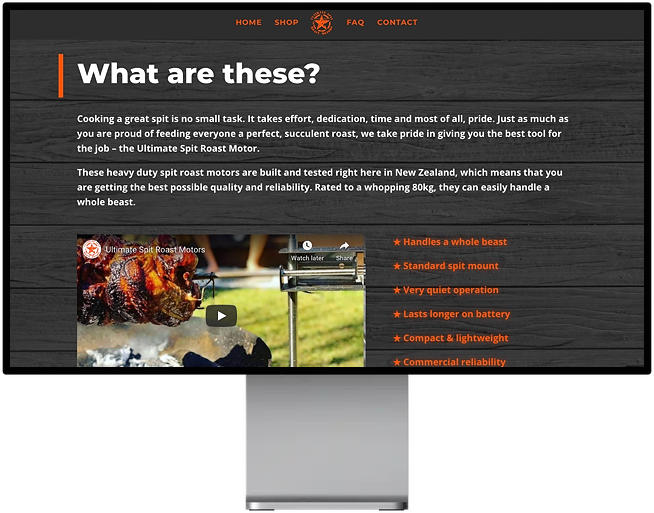 HOME SHOP FAQ CONTACT
What are these?
Cooking a great spit is no small task. It takes effort, dedication, time and most of all, pride. Just as much as
you are proud of feeding everyone a perfect, succulent roast, we take pride in giving you the best tool for
the job – the Ultimate Spit Roast Motor.
These heavy duty spit roast motors are built and tested right here in New Zealand, which means that you
are getting the best possible quality and reliability. Rated to a whopping 80kg, they can easily handle a
whole beast.
Ultimate Spit Roast Motors
Watch later Share
★ Handles a whole beast
★ Standard spit mount
★ Very quiet operation
★ Lasts longer on battery
★ Compact & lightweight
★ Commercial reliability